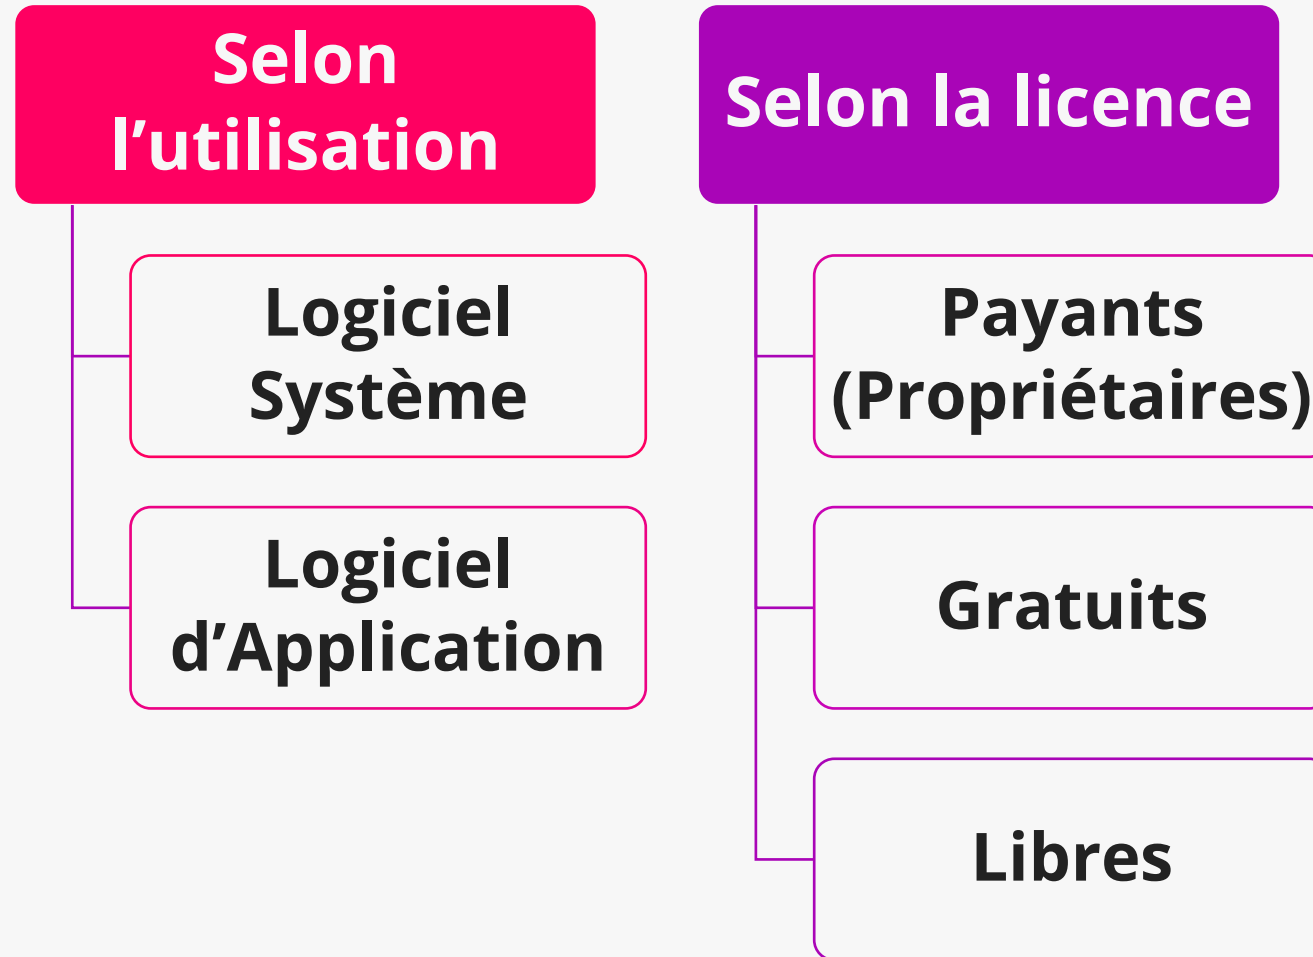 Selon
l’utilisation
Logiciel
Système
Logiciel
d’Application
Selon la licence
Payants
(Propriétaires)
Gratuits
Libres